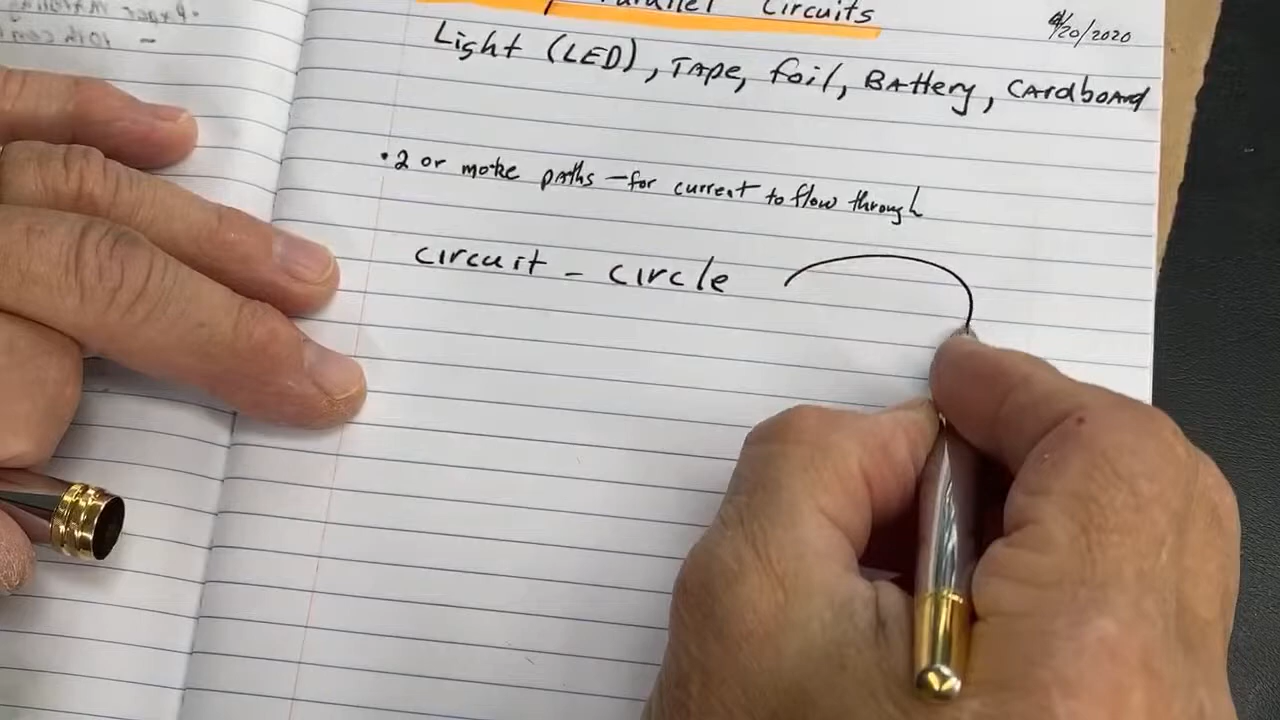 Parallel Circuits
4/20/2020
Light (LED), Tape, foil, Battery, Cardboard
• 2 or more paths – for current to flow through
circuit – circle